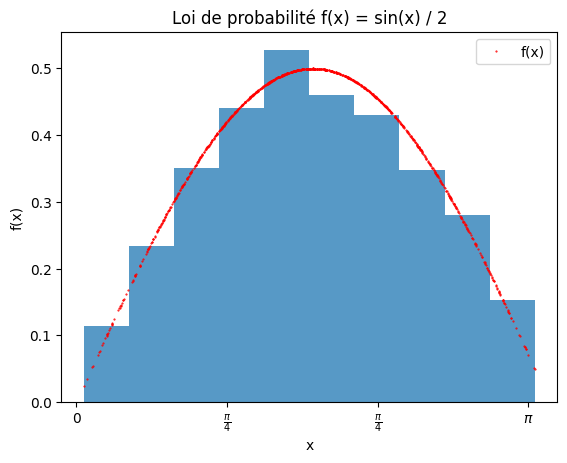 Loi de probabilité f(x) = sin(x) / 2
f(x)
0.5
0.4
0.3
0.2
0.1
0.0
f(x)
0 π/4 π/4 π
x